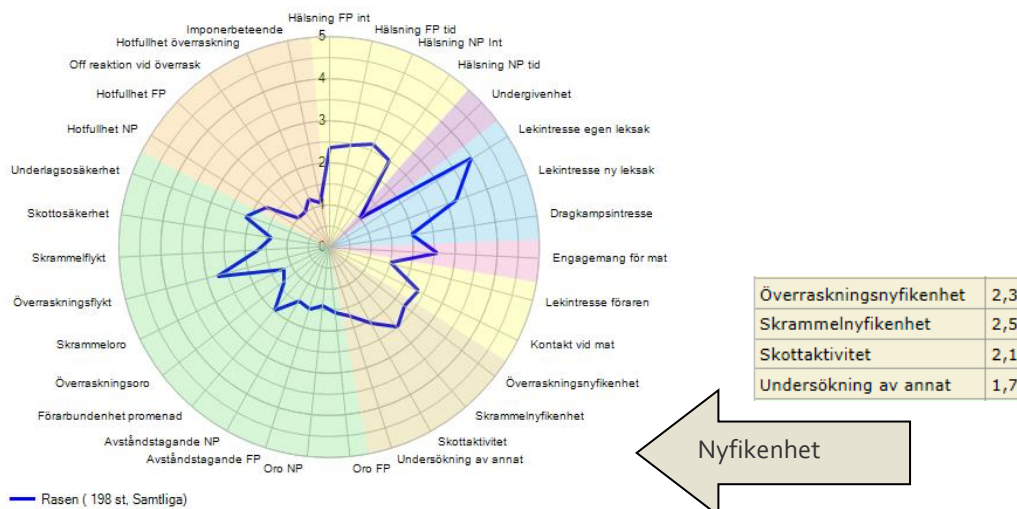 Hälsning FP int
Hälsning FP tid
Hälsning NP Int
Hälsning NP tid
Undergivenhet
Lekintresse egen leksak
Lekintresse ny leksak
Dragkampsintresse
Engagemang för mat
Lekintresse föraren
Kontakt vid mat
Överraskningsnyfikenhet
Skrammelnyfikenhet
Skottaktivitet
Undersökning av annat
Oro FP
Oro NP
Avståndstagande FP
Avståndstagande NP
Förarbundenhet promenad
Överraskningsoro
Skrammeloro
Överraskningsflykt
Skrammelflykt
Skottosäkerhet
Underlagsosäkerhet
Hotfullhet NP
Hotfullhet FP
Off reaktion vid överrask
Hotfullhet överraskning
Imponerbeteende
5
4
3
2
1
0
Rasen ( 198 st, Samtliga)
Överraskningsnyfikenhet 2,3
Skrammelnyfikenhet 2,5
Skottaktivitet 2,1
Undersökning av annat 1,7
Nyfikenhet